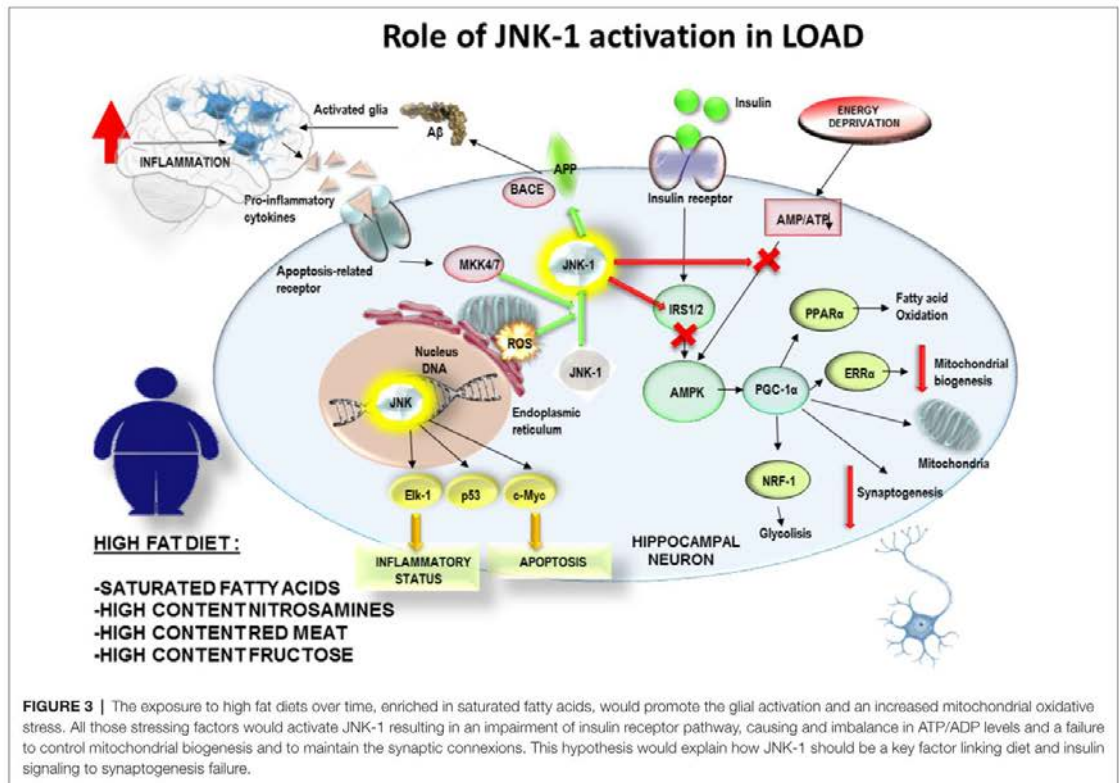 Role of JNK-1 activation in LOAD
Activated glia
Aβ
INFLAMMATION
Pro-inflammatory
cytokines
Apoptosis-related
receptor
APP
BACE
Insulin
Insulin receptor
ENERGY
DEPRIVATION
AMP/ATP
MKK4/7
JNK-1
IRS1/2
ROS
JNK-1
Nucleus
DNA
JNK
Endoplasmic
reticulum
AMPK
PGC-1α
PPARα
Fatty acid
Oxidation
ERRα
Mitochondrial
biogenesis
Mitochondria
NRF-1
Glycolisis
Synaptogenesis
Elk-1
p53
c-Myc
INFLAMMATORY
STATUS
APOPTOSIS
HIPPOCAMPAL
NEURON
HIGH FAT DIET :
-SATURATED FATTY ACIDS
-HIGH CONTENT NITROSAMINES
-HIGH CONTENT RED MEAT
-HIGH CONTENT FRUCTOSE
FIGURE 3 | The exposure to high fat diets over time, enriched in saturated fatty acids, would promote the glial activation and an increased mitochondrial oxidative
stress. All those stressing factors would activate JNK-1 resulting in an impairment of insulin receptor pathway, causing and imbalance in ATP/ADP levels and a failure
to control mitochondrial biogenesis and to maintain the synaptic connexions. This hypothesis would explain how JNK-1 should be a key factor linking diet and insulin
signaling to synaptogenesis failure.